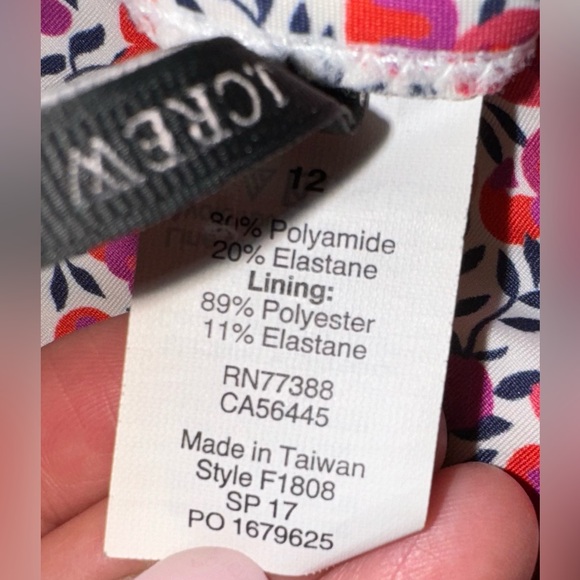 J.CREW
12
80% Polyamide
20% Elastane
Lining:
89% Polyester
11% Elastane
RN77388
CA56445
Made in Taiwan
Style F1808
SP 17
PO 1679625